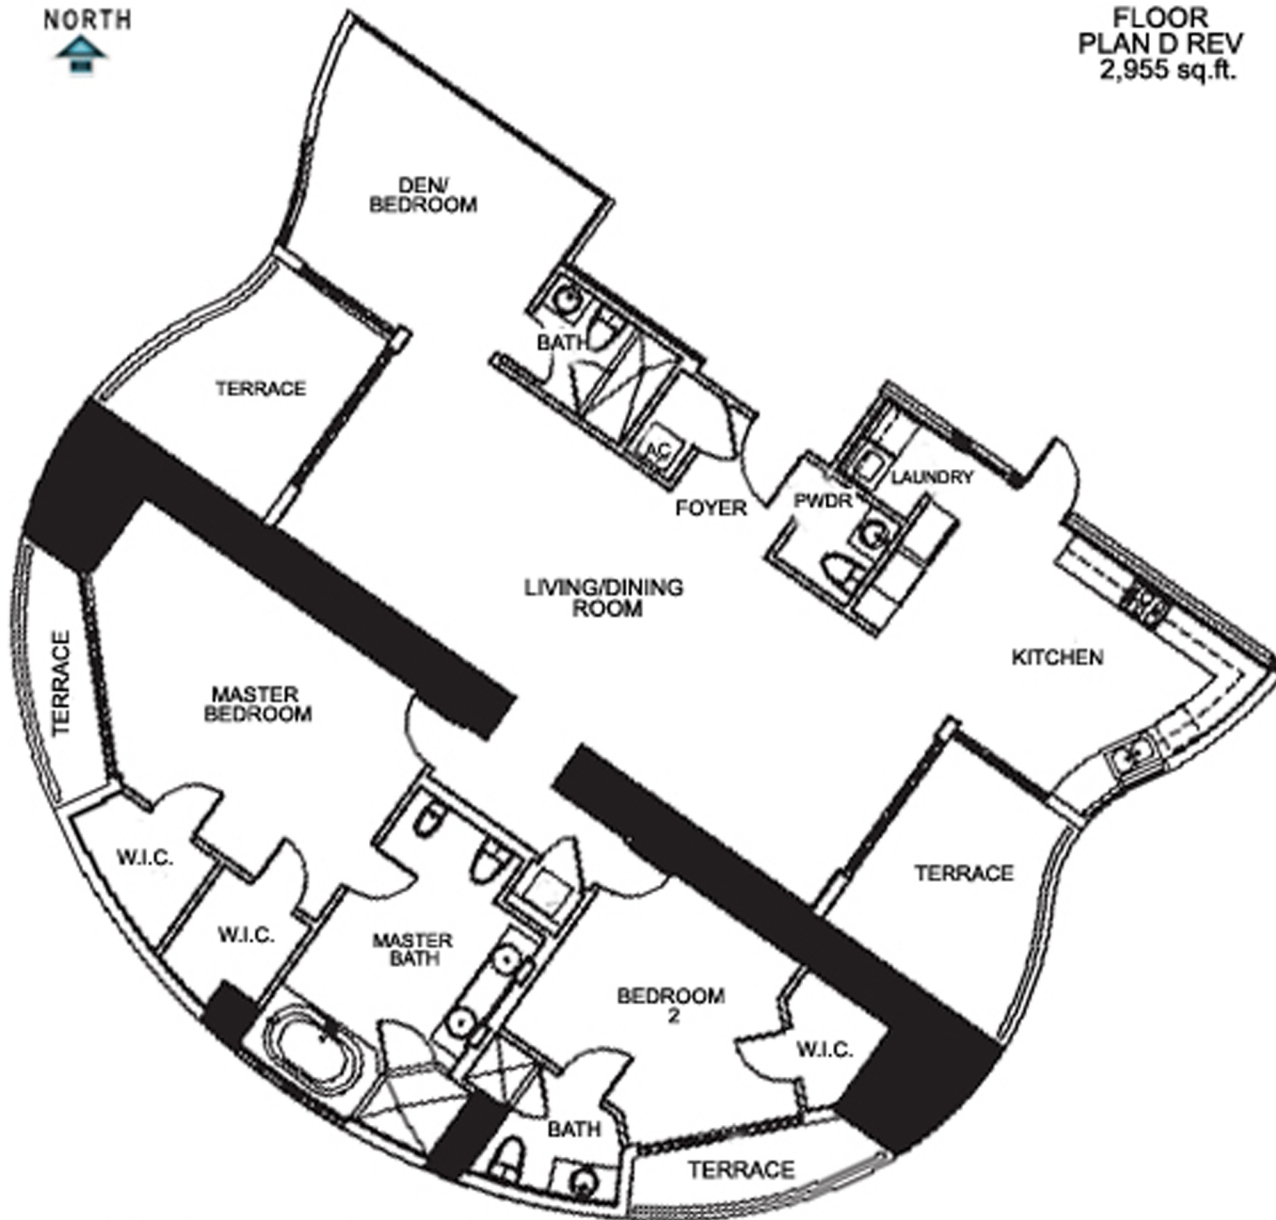 NORTH
FLOOR
PLAN D REV
2,955 sq.ft.
DEN/
BEDROOM
BATH
TERRACE
AC
LAUNDRY
PWDR
FOYER
LIVING/DINING
ROOM
KITCHEN
TERRACE
MASTER
BEDROOM
W.I.C.
TERRACE
W.I.C.
MASTER
BATH
BEDROOM
2
W.I.C.
BATH
TERRACE